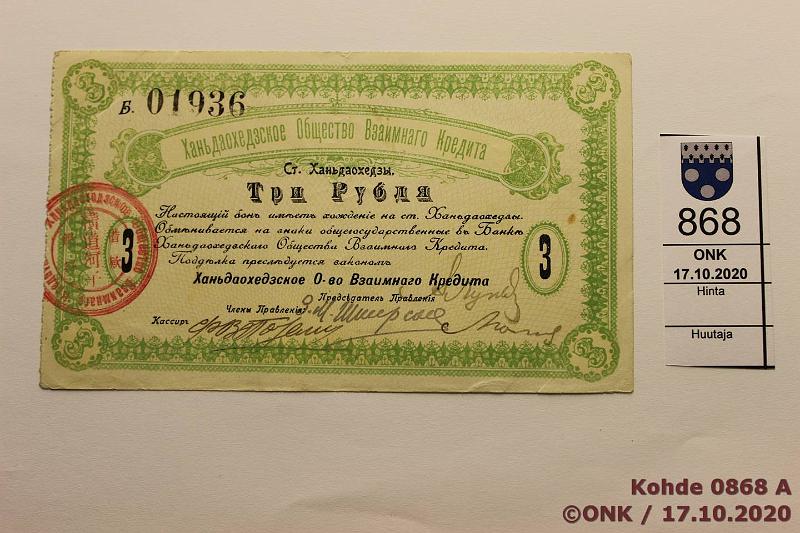 Б. 01936
Ханьдаохедзское Общество Взаимнаго Кредита
Ст. Ханьдаохедзы.
Три Рубля
Настоящій бонъ имѣетъ хожденіе на ст. Ханьдаохедзы.
Обмѣнивается на знаки общегосударственные въ Банкѣ
Ханьдаохедзскаго Общества Взаимнаго Кредита.
Поддѣлка преслѣдуется закономъ
3
3
Ханьдаохедзское О-во Взаимнаго Кредита
Предсѣдатель Правленія
Члены Правленія
Кассиръ
868
ONK
17.10.2020
Hinta
Huutaja
Kohde 0868 A
©ONK / 17.10.2020